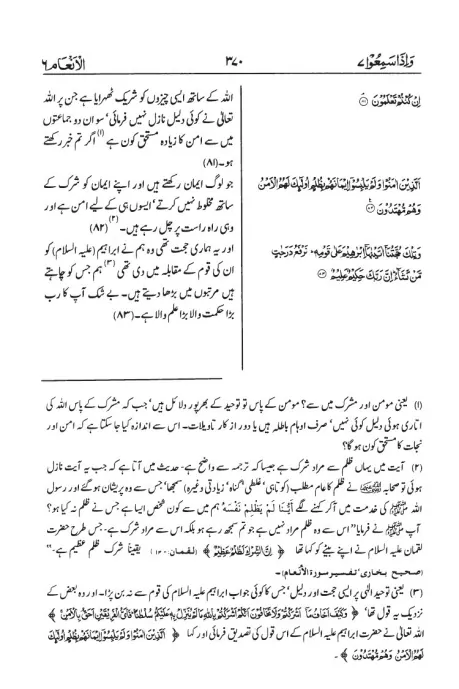 وَإِذَا سَمِعُوا ۷
۳۷۰
الأنعام ۶
إِن كُنتُمْ تَعْلَمُونَ ﴿۸۱﴾
الَّذِينَ آمَنُوا وَلَمْ يَلْبِسُوا إِيمَانَهُم بِظُلْمٍ أُولَٰئِكَ لَهُمُ الْأَمْنُ
وَهُم مُّهْتَدُونَ ﴿۸۲﴾
وَتِلْكَ حُجَّتُنَا آتَيْنَاهَا إِبْرَاهِيمَ عَلَىٰ قَوْمِهِ نَرْفَعُ دَرَجَاتٍ
مَّن نَّشَاءُ إِنَّ رَبَّكَ حَكِيمٌ عَلِيمٌ ﴿۸۳﴾
اللہ کے ساتھ ایسی چیزوں کو شریک ٹھہرایا ہے جن پر اللہ
تعالیٰ نے کوئی دلیل نازل نہیں فرمائی، سو ان دو جماعتوں
میں سے امن کا زیادہ مستحق کون ہے (۱) اگر تم خبر رکھتے
ہو۔ (۸۱)
جو لوگ ایمان رکھتے ہیں اور اپنے ایمان کو شرک کے
ساتھ مخلوط نہیں کرتے، ایسوں ہی کے لیے امن ہے اور
وہی راہ راست پر چل رہے ہیں۔ (۲) (۸۲)
اور یہ ہماری حجت تھی وہ ہم نے ابراہیم (علیہ السلام) کو
ان کی قوم کے مقابلہ میں دی تھی (۳) ہم جس کو چاہتے
ہیں مرتبوں میں بڑھا دیتے ہیں۔ بے شک آپ کا رب
بڑا حکمت والا بڑا علم والا ہے۔ (۸۳)
(۱) یعنی مومن اور مشرک میں سے؟ مومن کے پاس تو توحید کے بھرپور دلائل ہیں، جب کہ مشرک کے پاس اللہ کی
اتاری ہوئی دلیل کوئی نہیں، صرف اوہام باطلہ ہیں یا دور از کار تاویلات۔ اس سے اندازہ کیا جا سکتا ہے کہ امن اور
نجات کا مستحق کون ہو گا؟
(۲) آیت میں یہاں ظلم سے مراد شرک ہے جیسا کہ ترجمہ سے واضح ہے۔ حدیث میں آتا ہے کہ جب یہ آیت نازل
ہوئی تو صحابہ رضی اللہ عنہم نے ظلم کا عام مطلب (کوتاہی، غلطی، گناہ، زیادتی وغیرہ) سمجھا، جس سے وہ پریشان ہو گئے اور رسول
اللہ ﷺ کی خدمت میں آکر کہنے لگے أَيُّنَا لَمْ يَظْلِمْ نَفْسَهُ ہم میں سے کون شخص ایسا ہے جس نے ظلم نہ کیا ہو؟
آپ ﷺ نے فرمایا "اس سے وہ ظلم مراد نہیں ہے جو تم سمجھ رہے ہو بلکہ اس سے مراد شرک ہے۔ جس طرح حضرت
لقمان علیہ السلام نے اپنے بیٹے کو کہا تھا ﴿ إِنَّ الشِّرْكَ لَظُلْمٌ عَظِيمٌ ﴾ (لقمان-۱۳) یقیناً شرک ظلم عظیم ہے۔"
(صحیح بخاری، تفسیر سورۃ الأنعام)۔
(۳) یعنی توحید الٰہی پر ایسی حجت اور دلیل، جس کا کوئی جواب ابراہیم علیہ السلام کی قوم سے نہ بن پڑا۔ اور وہ بعض کے
نزدیک یہ قول تھا، ﴿ وَكَيْفَ أَخَافُ مَا أَشْرَكْتُمْ وَلَا تَخَافُونَ أَنَّكُمْ أَشْرَكْتُم بِاللَّهِ مَا لَمْ يُنَزِّلْ بِهِ عَلَيْكُمْ سُلْطَانًا فَأَيُّ الْفَرِيقَيْنِ أَحَقُّ بِالْأَمْنِ ﴾
اللہ تعالیٰ نے حضرت ابراہیم علیہ السلام کے اس قول کی تصدیق فرمائی اور کہا ﴿ الَّذِينَ آمَنُوا وَلَمْ يَلْبِسُوا إِيمَانَهُم بِظُلْمٍ أُولَٰئِكَ
لَهُمُ الْأَمْنُ وَهُم مُّهْتَدُونَ ﴾۔